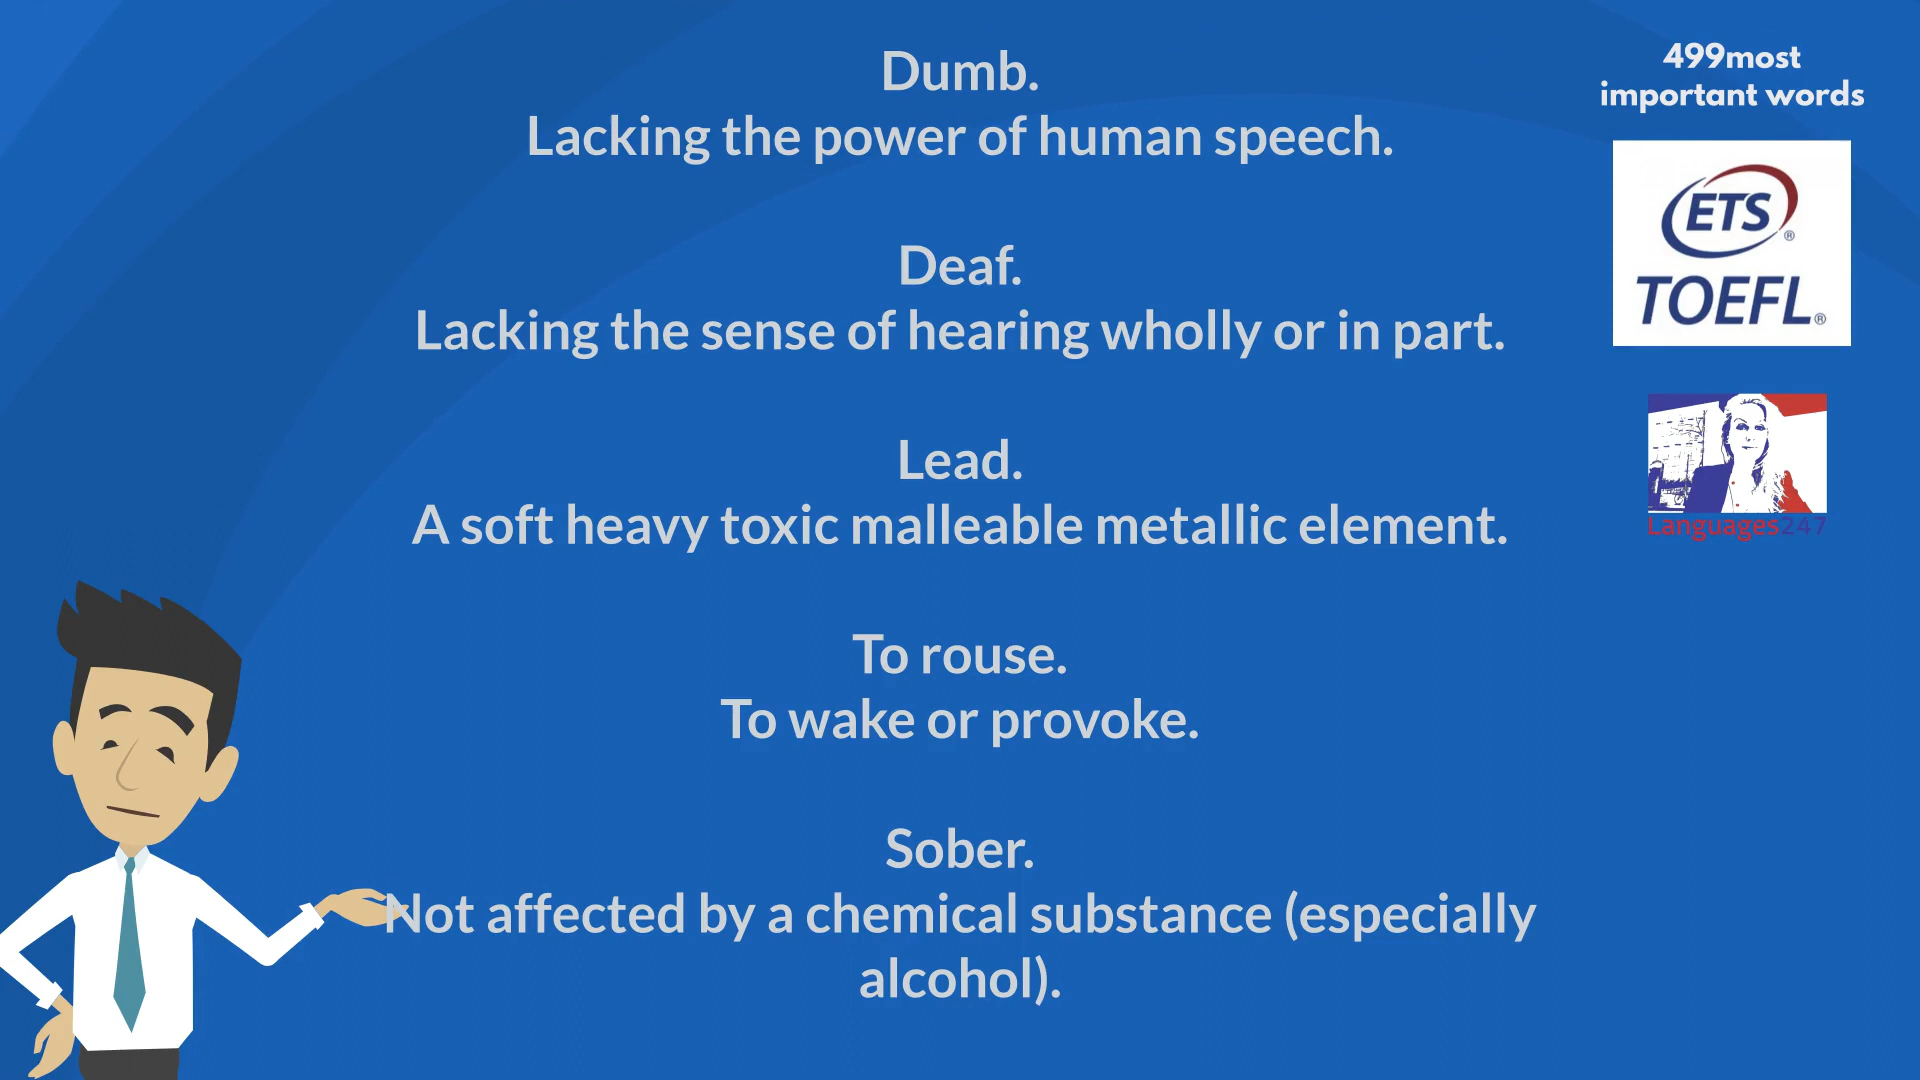 Dumb.
Lacking the power of human speech.
Deaf.
Lacking the sense of hearing wholly or in part.
Lead.
A soft heavy toxic malleable metallic element.
To rouse.
To wake or provoke.
Sober.
Not affected by a chemical substance (especially
alcohol).
499most
important words
ETS®
TOEFL®
Languages247